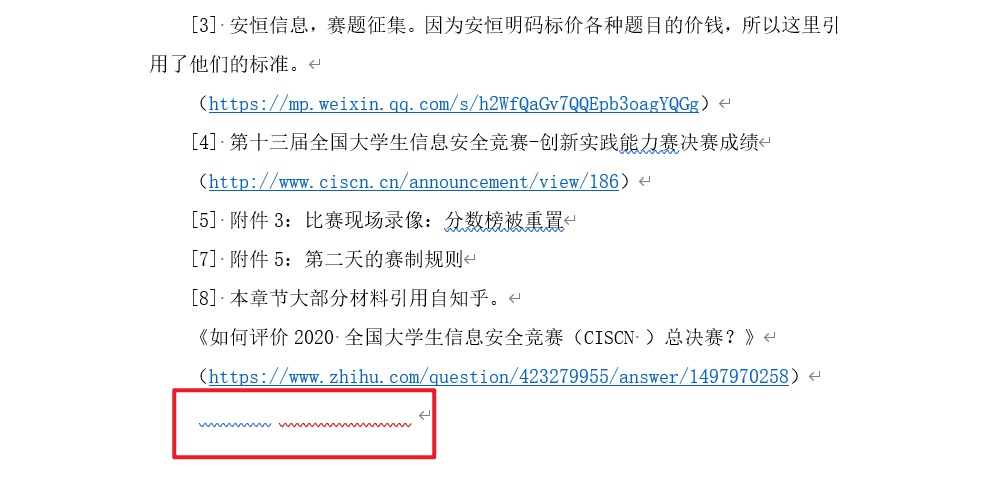 [3] 安恒信息，赛题征集。因为安恒明码标价各种题目的价钱，所以这里引
用了他们的标准。
（https://mp.weixin.qq.com/s/h2WfQaGv7QQEpb3oagYQGg）
[4] 第十三届全国大学生信息安全竞赛-创新实践能力赛决赛成绩
（http://www.ciscn.cn/announcement/view/186）
[5] 附件 3：比赛现场录像：分数榜被重置
[7] 附件 5：第二天的赛制规则
[8] 本章节大部分材料引用自知乎。
《如何评价 2020 全国大学生信息安全竞赛（CISCN ）总决赛？》
（https://www.zhihu.com/question/423279955/answer/1497970258）